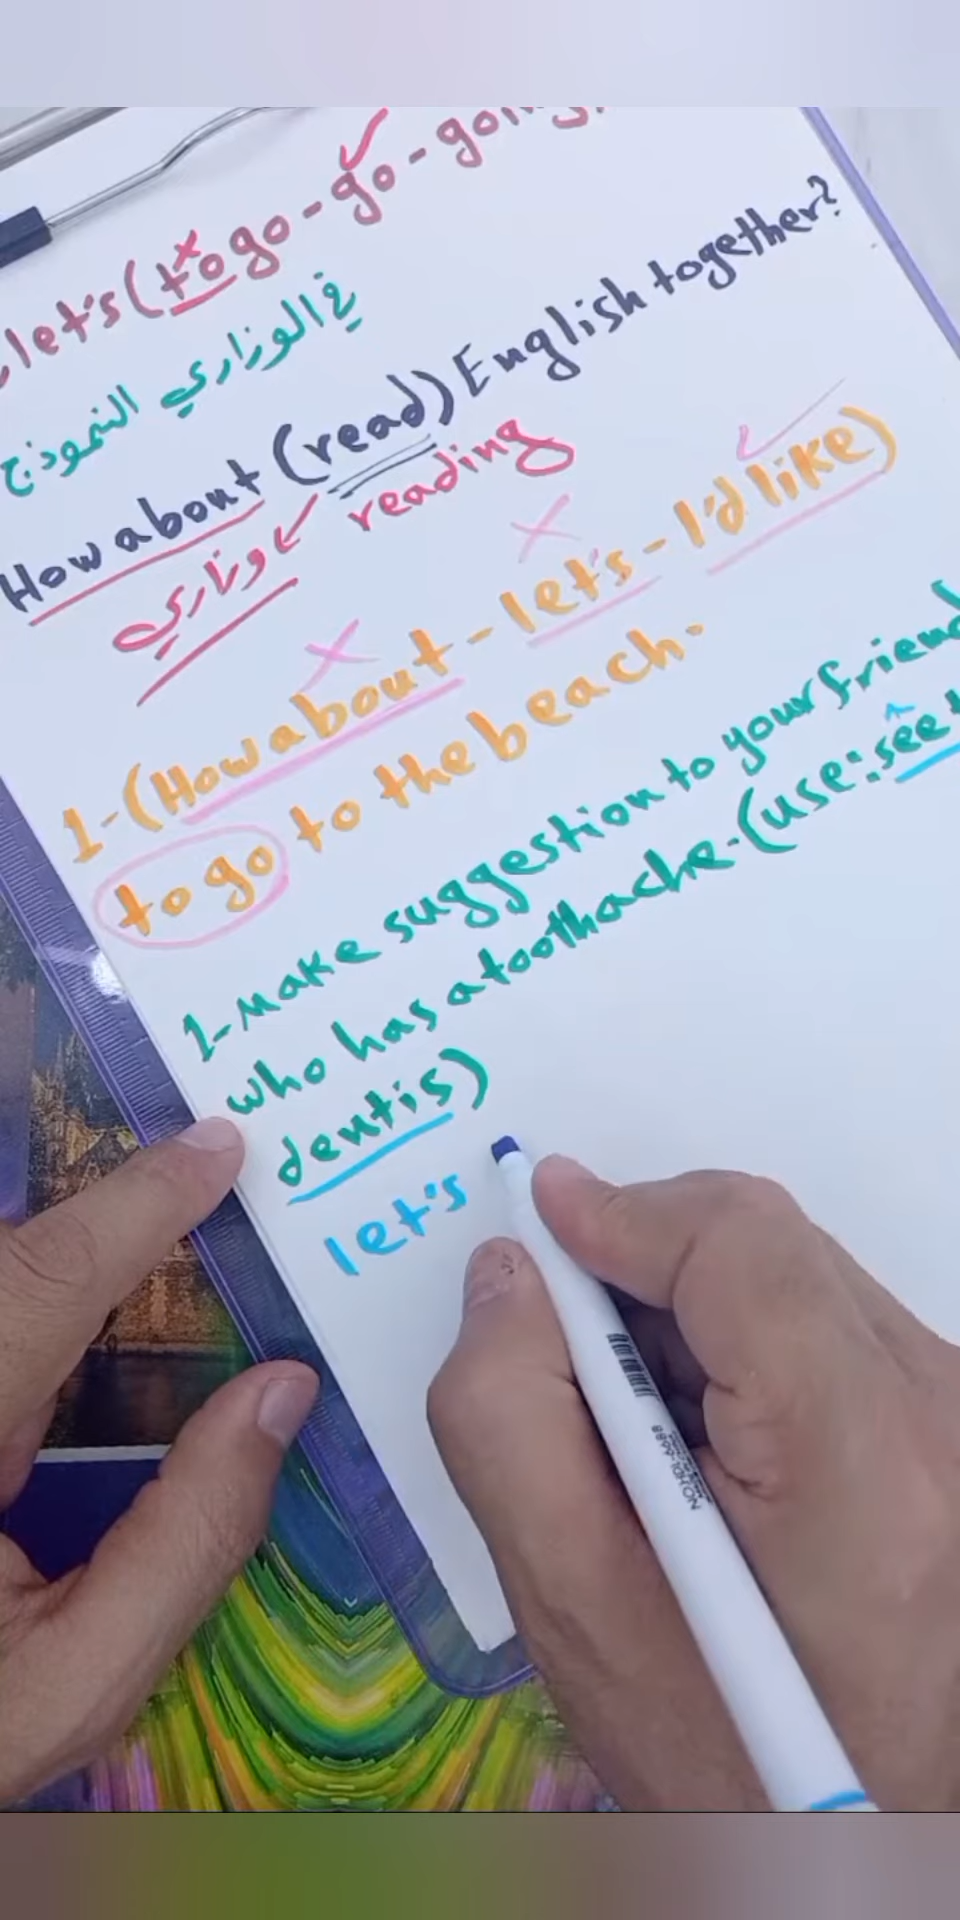 let's (to go - go - going)
في الوزاري النموذج
How about (read) English together?
وزاري reading
1- (How about - let's - I'd like)
to go to the beach.
1- Make suggestion to your friend
who has a toothache. (use: see
dentis)
let's
NO.HDL-6688